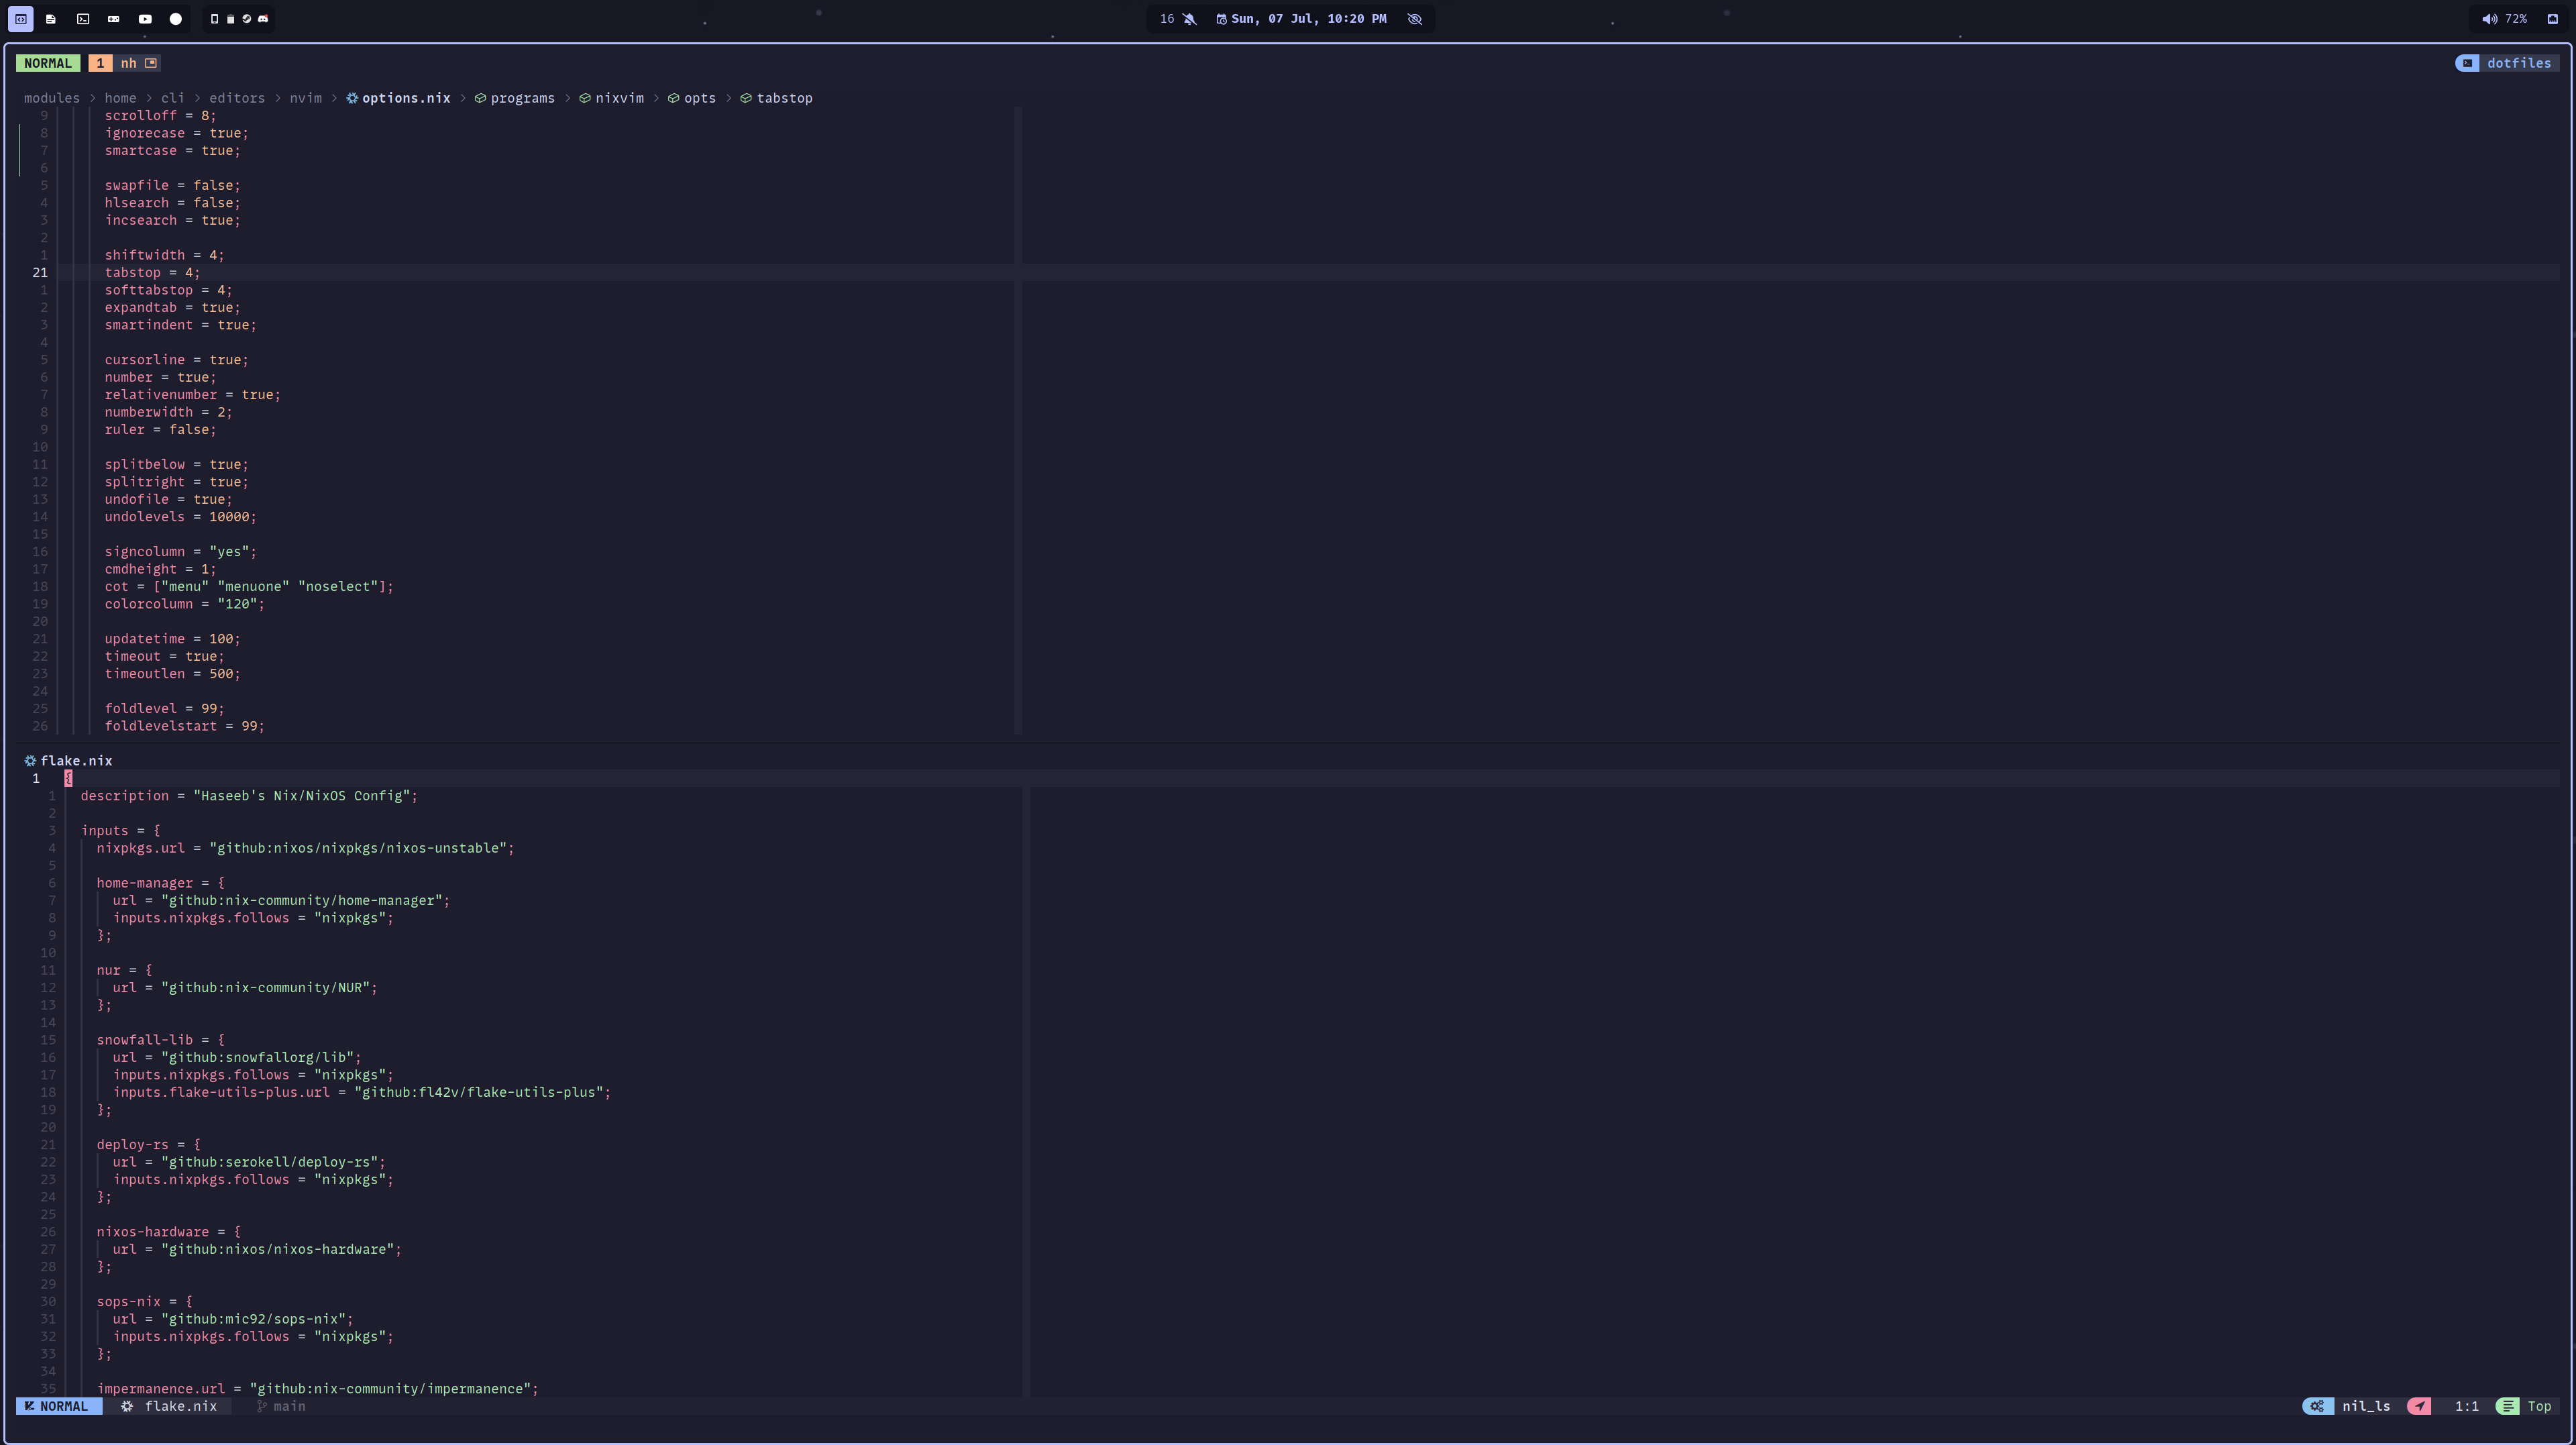 16 Sun, 07 Jul, 10:20 PM 72%
NORMAL 1 nh dotfiles
modules > home > cli > editors > nvim > options.nix > programs > nixvim > opts > tabstop
9 scrolloff = 8;
8 ignorecase = true;
7 smartcase = true;
6
5 swapfile = false;
4 hlsearch = false;
3 incsearch = true;
2
1 shiftwidth = 4;
21 tabstop = 4;
1 softtabstop = 4;
2 expandtab = true;
3 smartindent = true;
4
5 cursorline = true;
6 number = true;
7 relativenumber = true;
8 numberwidth = 2;
9 ruler = false;
10
11 splitbelow = true;
12 splitright = true;
13 undofile = true;
14 undolevels = 10000;
15
16 signcolumn = "yes";
17 cmdheight = 1;
18 cot = ["menu" "menuone" "noselect"];
19 colorcolumn = "120";
20
21 updatetime = 100;
22 timeout = true;
23 timeoutlen = 500;
24
25 foldlevel = 99;
26 foldlevelstart = 99;
flake.nix
1 {
1 description = "Haseeb's Nix/NixOS Config";
2
3 inputs = {
4 nixpkgs.url = "github:nixos/nixpkgs/nixos-unstable";
5
6 home-manager = {
7 url = "github:nix-community/home-manager";
8 inputs.nixpkgs.follows = "nixpkgs";
9 };
10
11 nur = {
12 url = "github:nix-community/NUR";
13 };
14
15 snowfall-lib = {
16 url = "github:snowfallorg/lib";
17 inputs.nixpkgs.follows = "nixpkgs";
18 inputs.flake-utils-plus.url = "github:fl42v/flake-utils-plus";
19 };
20
21 deploy-rs = {
22 url = "github:serokell/deploy-rs";
23 inputs.nixpkgs.follows = "nixpkgs";
24 };
25
26 nixos-hardware = {
27 url = "github:nixos/nixos-hardware";
28 };
29
30 sops-nix = {
31 url = "github:mic92/sops-nix";
32 inputs.nixpkgs.follows = "nixpkgs";
33 };
34
35 impermanence.url = "github:nix-community/impermanence";
NORMAL flake.nix main nil_ls 1:1 Top